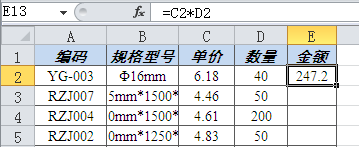 E13 fx =C2*D2
A B C D E
1 编码 规格型号 单价 数量 金额
2 YG-003 Φ16mm 6.18 40 247.2
3 RZJ007 5mm*1500* 4.46 50
4 RZJ004 0mm*1500* 4.61 200
5 RZJ002 0mm*1250* 4.83 50